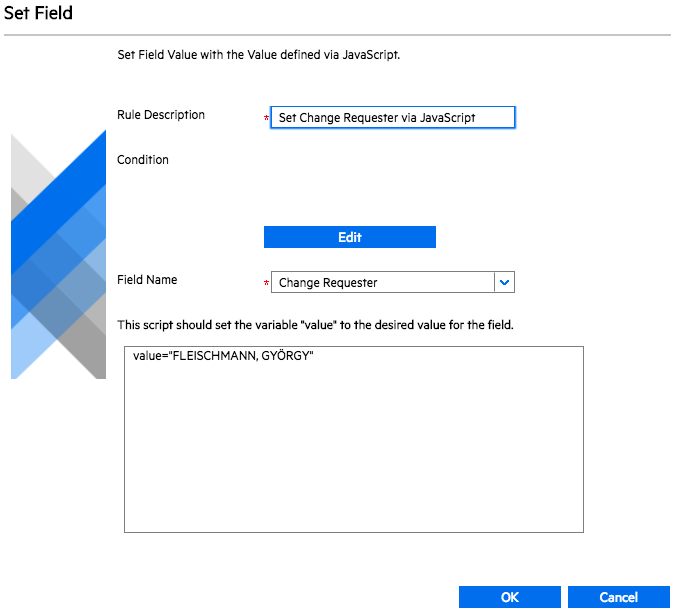 Set Field
Set Field Value with the Value defined via JavaScript.
Rule Description
* Set Change Requester via JavaScript
Condition
Edit
Field Name
* Change Requester
This script should set the variable "value" to the desired value for the field.
value="FLEISCHMANN, GYÖRGY"
OK
Cancel